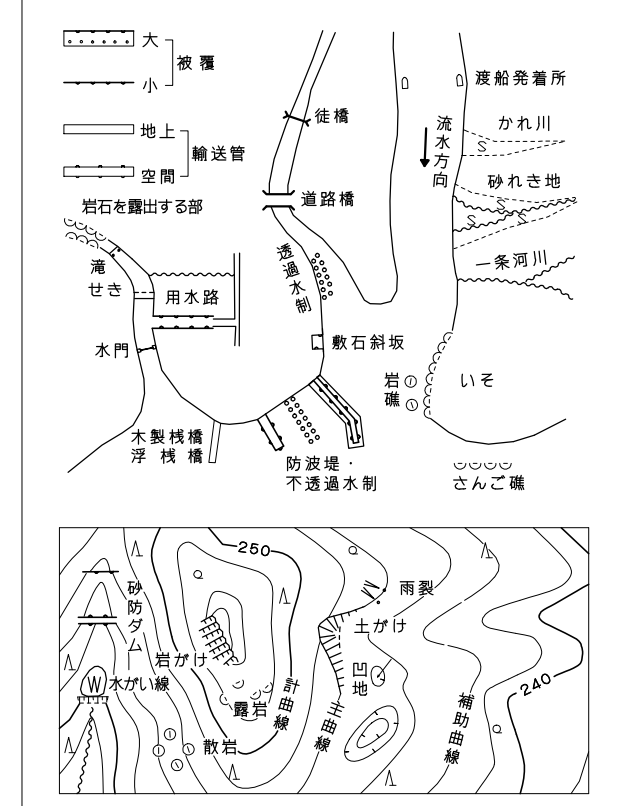 大
被覆
小
地上
輸送管
空間
徒橋
渡船発着所
流水方向
かれ川
砂れき地
道路橋
岩石を露出する部
透過水制
滝
せき
用水路
一条河川
水門
敷石斜坂
岩礁
いそ
木製桟橋
浮桟橋
防波堤・
不透過水制
さんご礁
250
砂防ダム
雨裂
土がけ
岩がけ
水がい線
凹地
240
露岩
計曲線
主曲線
補助曲線
散岩